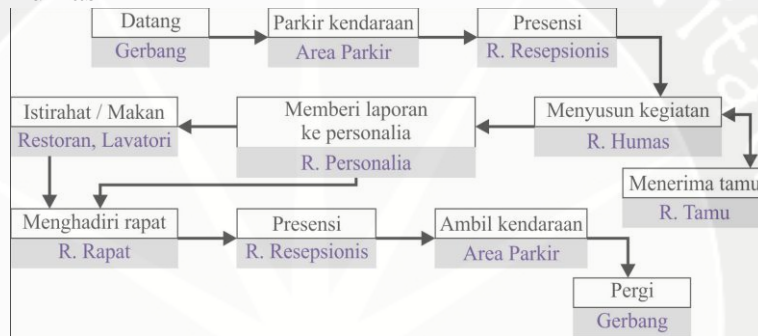 Datang
Gerbang
Parkir kendaraan
Area Parkir
Presensi
R. Resepsionis
Menyusun kegiatan
R. Humas
Menerima tamu
R. Tamu
Memberi laporan
ke personalia
R. Personalia
Istirahat / Makan
Restoran, Lavatori
Menghadiri rapat
R. Rapat
Presensi
R. Resepsionis
Ambil kendaraan
Area Parkir
Pergi
Gerbang